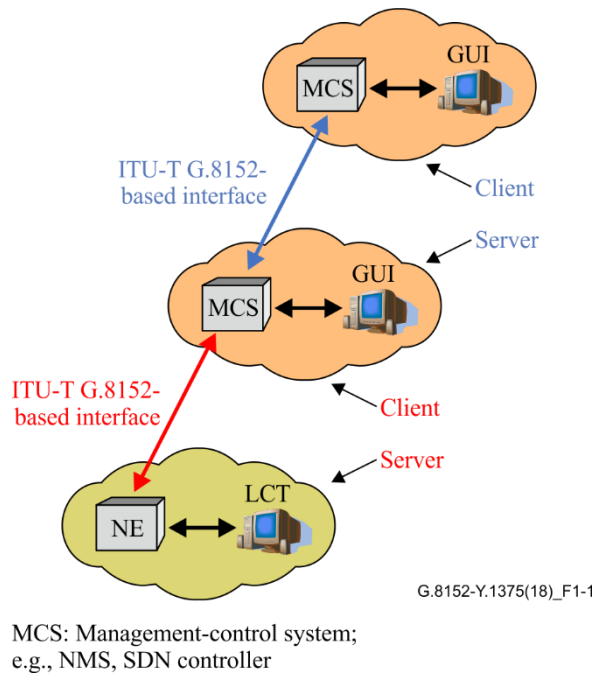 GUI
MCS
ITU-T G.8152-
based interface
Client
Server
GUI
MCS
ITU-T G.8152-
based interface
Client
Server
LCT
NE
G.8152-Y.1375(18)_F1-1
MCS: Management-control system;
e.g., NMS, SDN controller